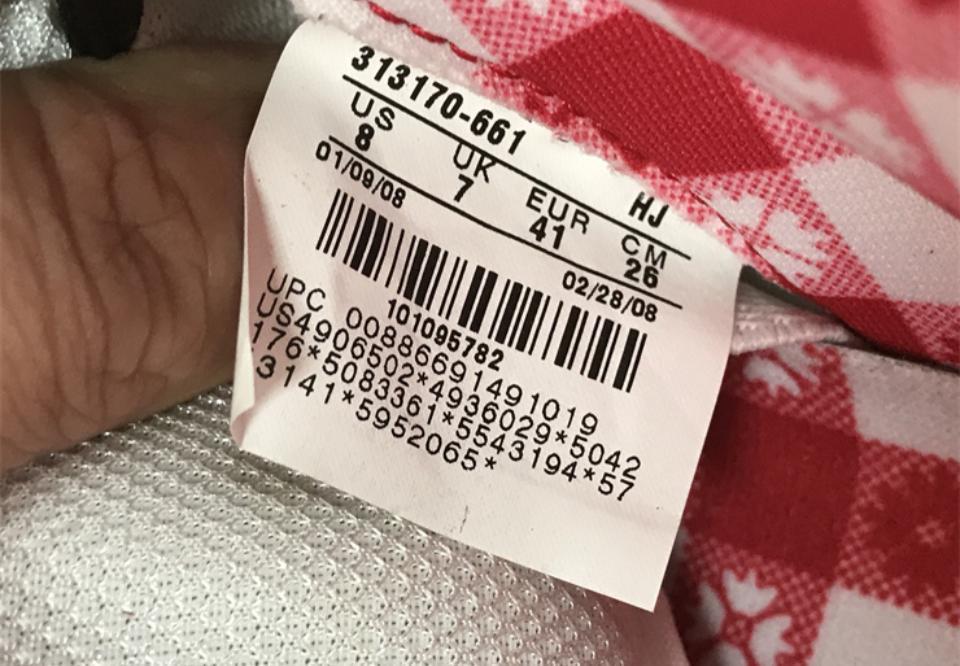 313170-661 HJ
US UK EUR CM
8 7 41 26
01/09/08 02/28/08
101095782
UPC 00886691491019
US4906502*4936029*5042
176*5083361*5543194*57
3141*5952065*